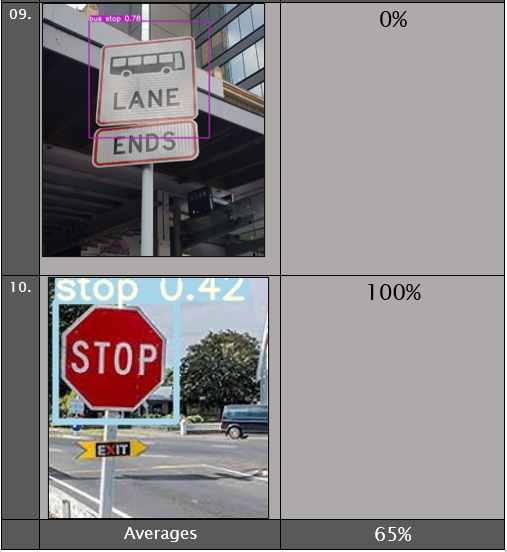 09.
0%
bus stop 0.78
LANE
ENDS
10.
100%
stop 0.42
STOP
EXIT
Averages
65%